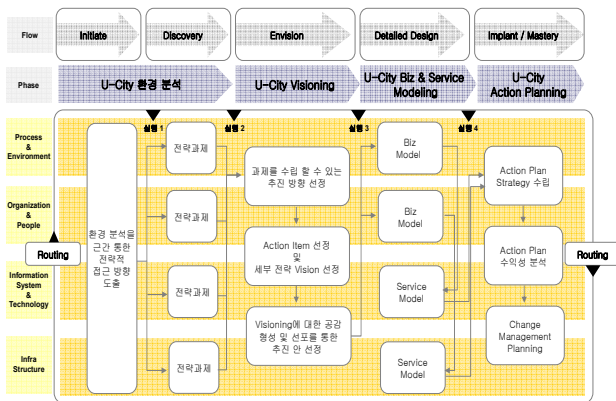 Flow
Initiate
Discovery
Envision
Detailed Design
Implant / Mastery
Phase
U-City 환경 분석
U-City Visioning
U-City Biz & Service
Modeling
U-City
Action Planning
실행 1
실행 2
실행 3
실행 4
Process
&
Environment
Organization
&
People
Information
System
&
Technology
Infra
Structure
Routing
환경 분석을
근간 통한
전략적
접근 방향
도출
전략과제
전략과제
전략과제
전략과제
과제를 수립 할 수 있는
추진 방향 선정
Action Item 선정
및
세부 전략 Vision 선정
Visioning에 대한 공감
형성 및 선포를 통한
추진 안 선정
Biz
Model
Biz
Model
Service
Model
Service
Model
Action Plan
Strategy 수립
Action Plan
수익성 분석
Change
Management
Planning
Routing